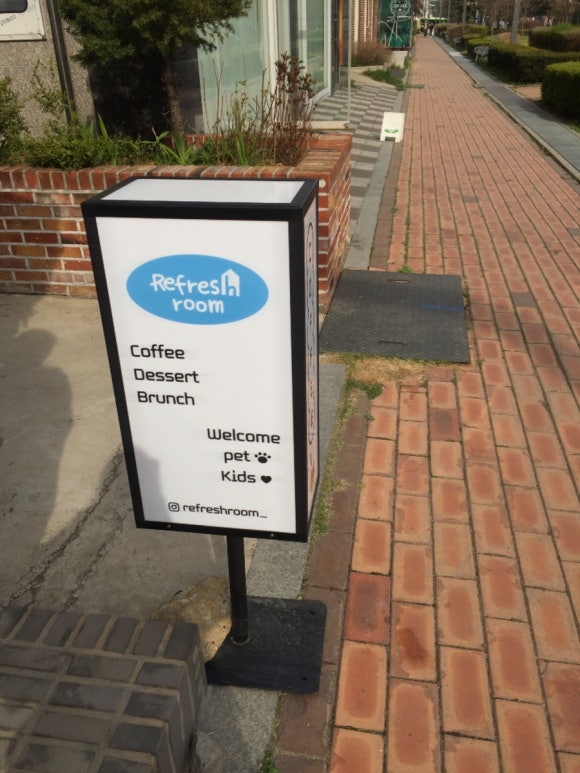 Refresh
room
Coffee
Dessert
Brunch
Welcome
pet
Kids
refreshroom_